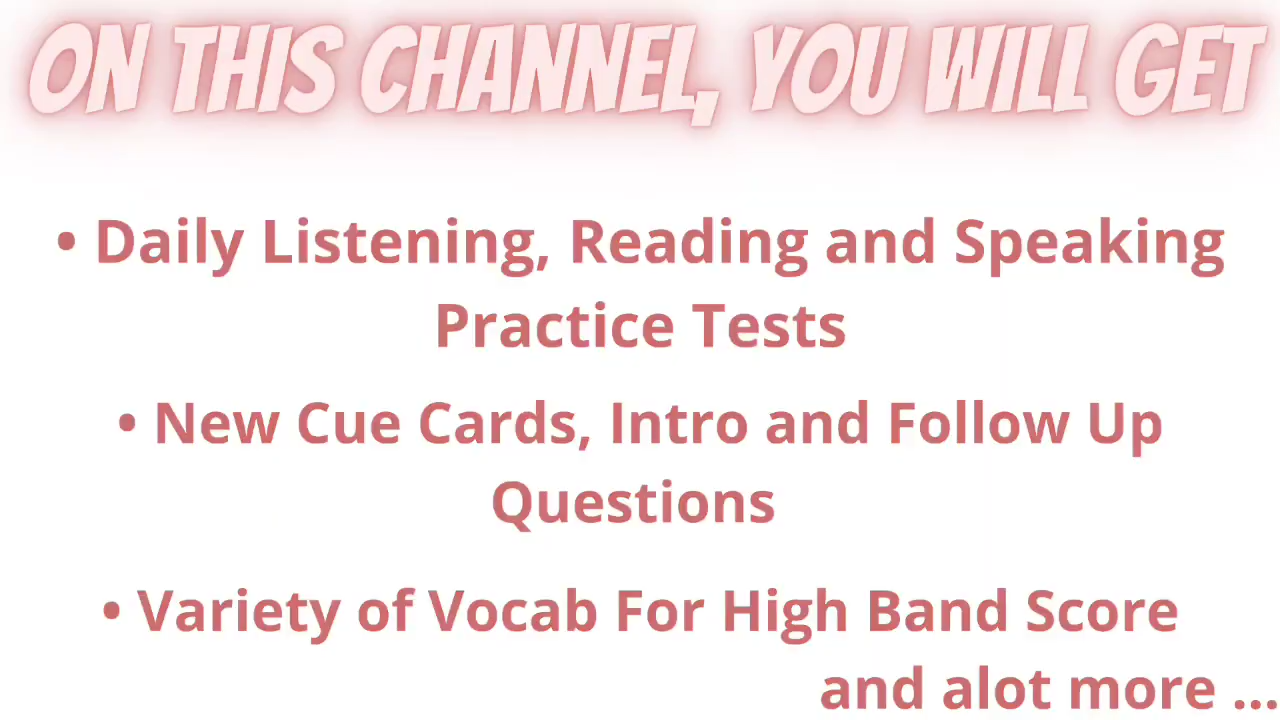 ON THIS CHANNEL, YOU WILL GET
• Daily Listening, Reading and Speaking
Practice Tests
• New Cue Cards, Intro and Follow Up
Questions
• Variety of Vocab For High Band Score
and alot more ...